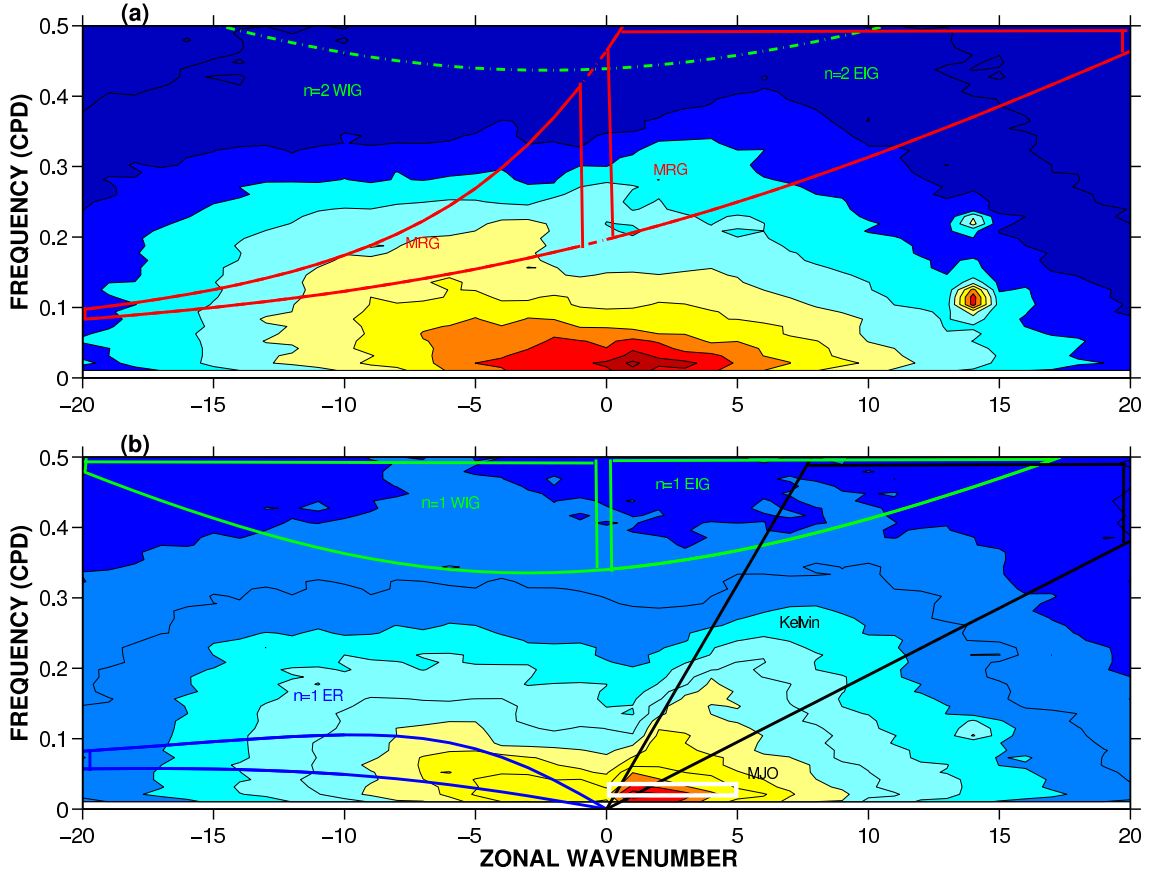 (a)
0.5
0.4
0.3
0.2
0.1
0
FREQUENCY (CPD)
n=2 WIG
n=2 EIG
MRG
MRG
−20 −15 −10 −5 0 5 10 15 20
(b)
0.5
0.4
0.3
0.2
0.1
0
FREQUENCY (CPD)
n=1 WIG
n=1 EIG
Kelvin
n=1 ER
MJO
−20 −15 −10 −5 0 5 10 15 20
ZONAL WAVENUMBER